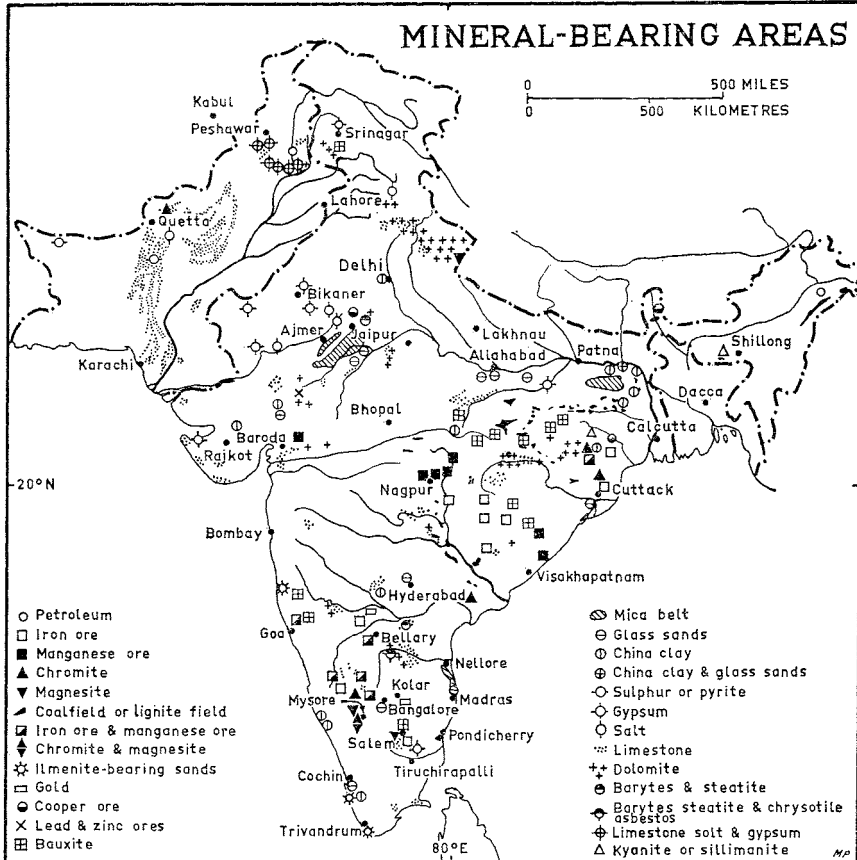 MINERAL-BEARING AREAS
0 500 MILES
0 500 KILOMETRES
Kabul
Peshawar
Srinagar
Lahore
Quetta
Delhi
Bikaner
Ajmer
Jaipur
Lakhnau
Allahabad
Patna
Shillong
Karachi
Dacca
Bhopal
Calcutta
Baroda
Rajkot
20°N
Nagpur
Cuttack
Bombay
Visakhapatnam
Hyderabad
Goa
Bellary
Nellore
Kolar
Madras
Mysore
Bangalore
Salem
Pondicherry
Tiruchirapalli
Cochin
Trivandrum
80°E
Petroleum
Iron ore
Manganese ore
Chromite
Magnesite
Coalfield or lignite field
Iron ore & manganese ore
Chromite & magnesite
Ilmenite-bearing sands
Gold
Cooper ore
Lead & zinc ores
Bauxite
Mica belt
Glass sands
China clay
China clay & glass sands
Sulphur or pyrite
Gypsum
Salt
Limestone
Dolomite
Barytes & steatite
Barytes steatite & chrysotile
asbestos
Limestone solt & gypsum
Kyanite or sillimanite
MP